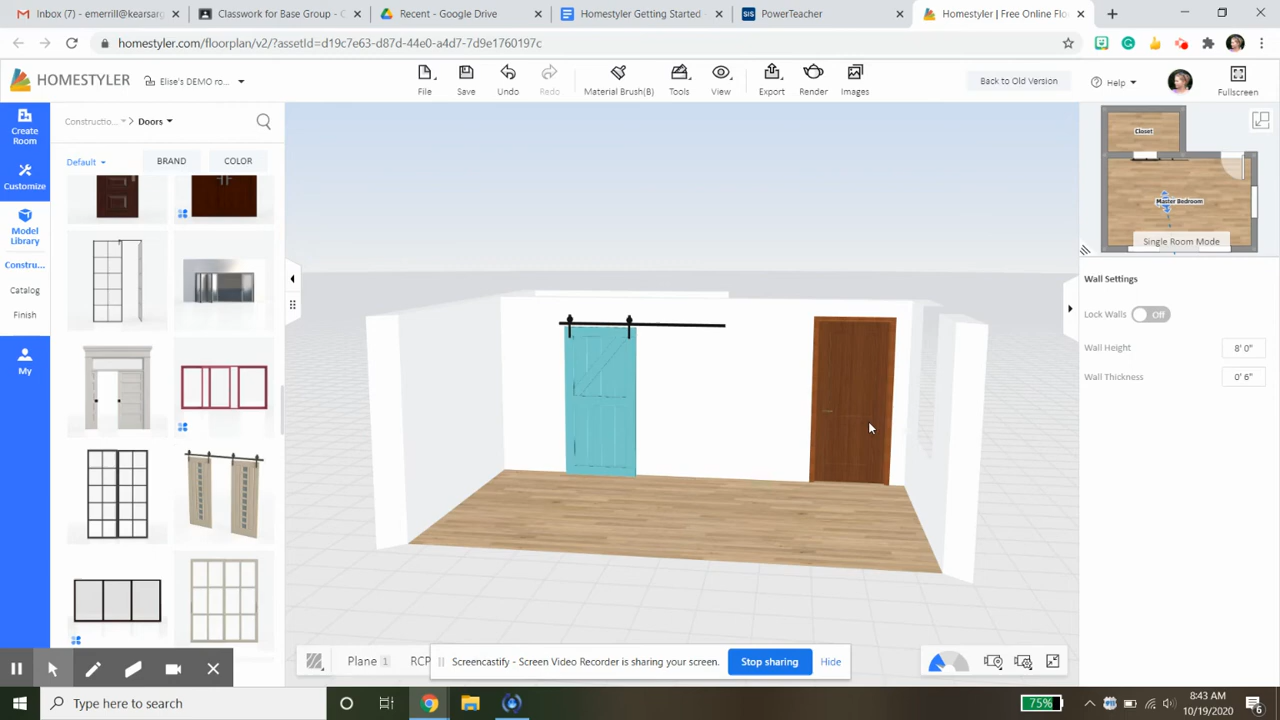 Inbox (7) - emerrill@kearsarg
Classwork for Base Group - C
Recent - Google Drive
Homestyler Getting Started -
SIS
PowerTeacher
Homestyler | Free Online Floo
homestyler.com/floorplan/v2/?assetId=d19c7e63-d87d-44dc-a4d7-7d9e1760197c
HOMESTYLER
Elise's DEMO ro...
File
Save
Undo
Redo
Material Brush(B)
Tools
View
Export
Render
Images
Back to Old Version
Help
Fullscreen
Create
Room
Customize
Model
Library
Constru...
Catalog
Finish
My
Constructio...
Doors
Default
BRAND
COLOR
Closet
Master Bedroom
Single Room Mode
Wall Settings
Lock Walls
Off
Wall Height
8' 0"
Wall Thickness
0' 6"
Plane 1
RCP
Screencastify - Screen Video Recorder is sharing your screen.
Stop sharing
Hide
Type here to search
75%
8:43 AM
10/19/2020
6